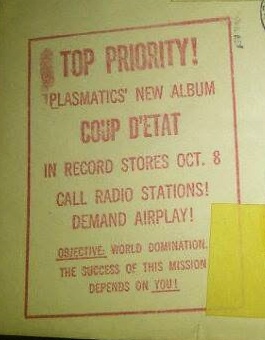 TOP PRIORITY!
PLASMATICS' NEW ALBUM
COUP D'ETAT
IN RECORD STORES OCT. 8
CALL RADIO STATIONS!
DEMAND AIRPLAY!
OBJECTIVE: WORLD DOMINATION.
THE SUCCESS OF THIS MISSION
DEPENDS ON YOU!